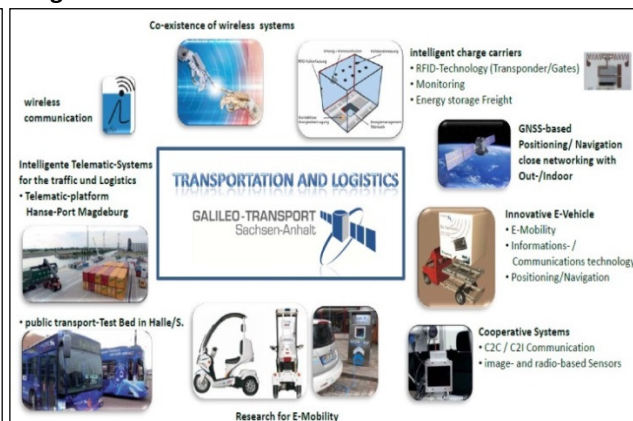 Co-existence of wireless systems
wireless
communication
intelligent charge carriers
• RFID-Technology (Transponder/Gates)
• Monitoring
• Energy storage Freight
GNSS-based
Positioning/ Navigation
close networking with
Out-/Indoor
Intelligente Telematic-Systems
for the traffic und Logistics
• Telematic-platform
Hanse-Port Magdeburg
TRANSPORTATION AND LOGISTICS
GALILEO-TRANSPORT
Sachsen-Anhalt
Innovative E-Vehicle
• E-Mobility
• Informations-/
Communications technology
• Positioning/Navigation
• public transport-Test Bed in Halle/S.
Cooperative Systems
• C2C / C2I Communication
• image- and radio-based Sensors
Research for E-Mobility